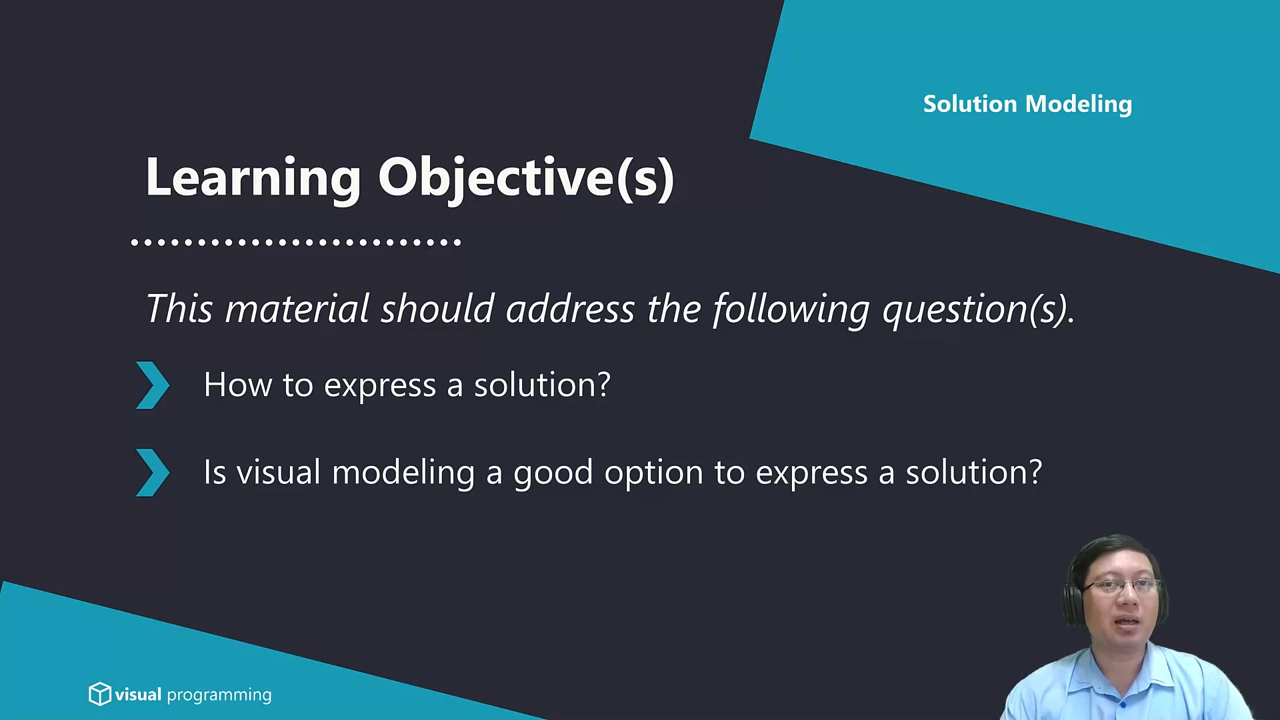 Solution Modeling
Learning Objective(s)
This material should address the following question(s).
How to express a solution?
Is visual modeling a good option to express a solution?
visual programming